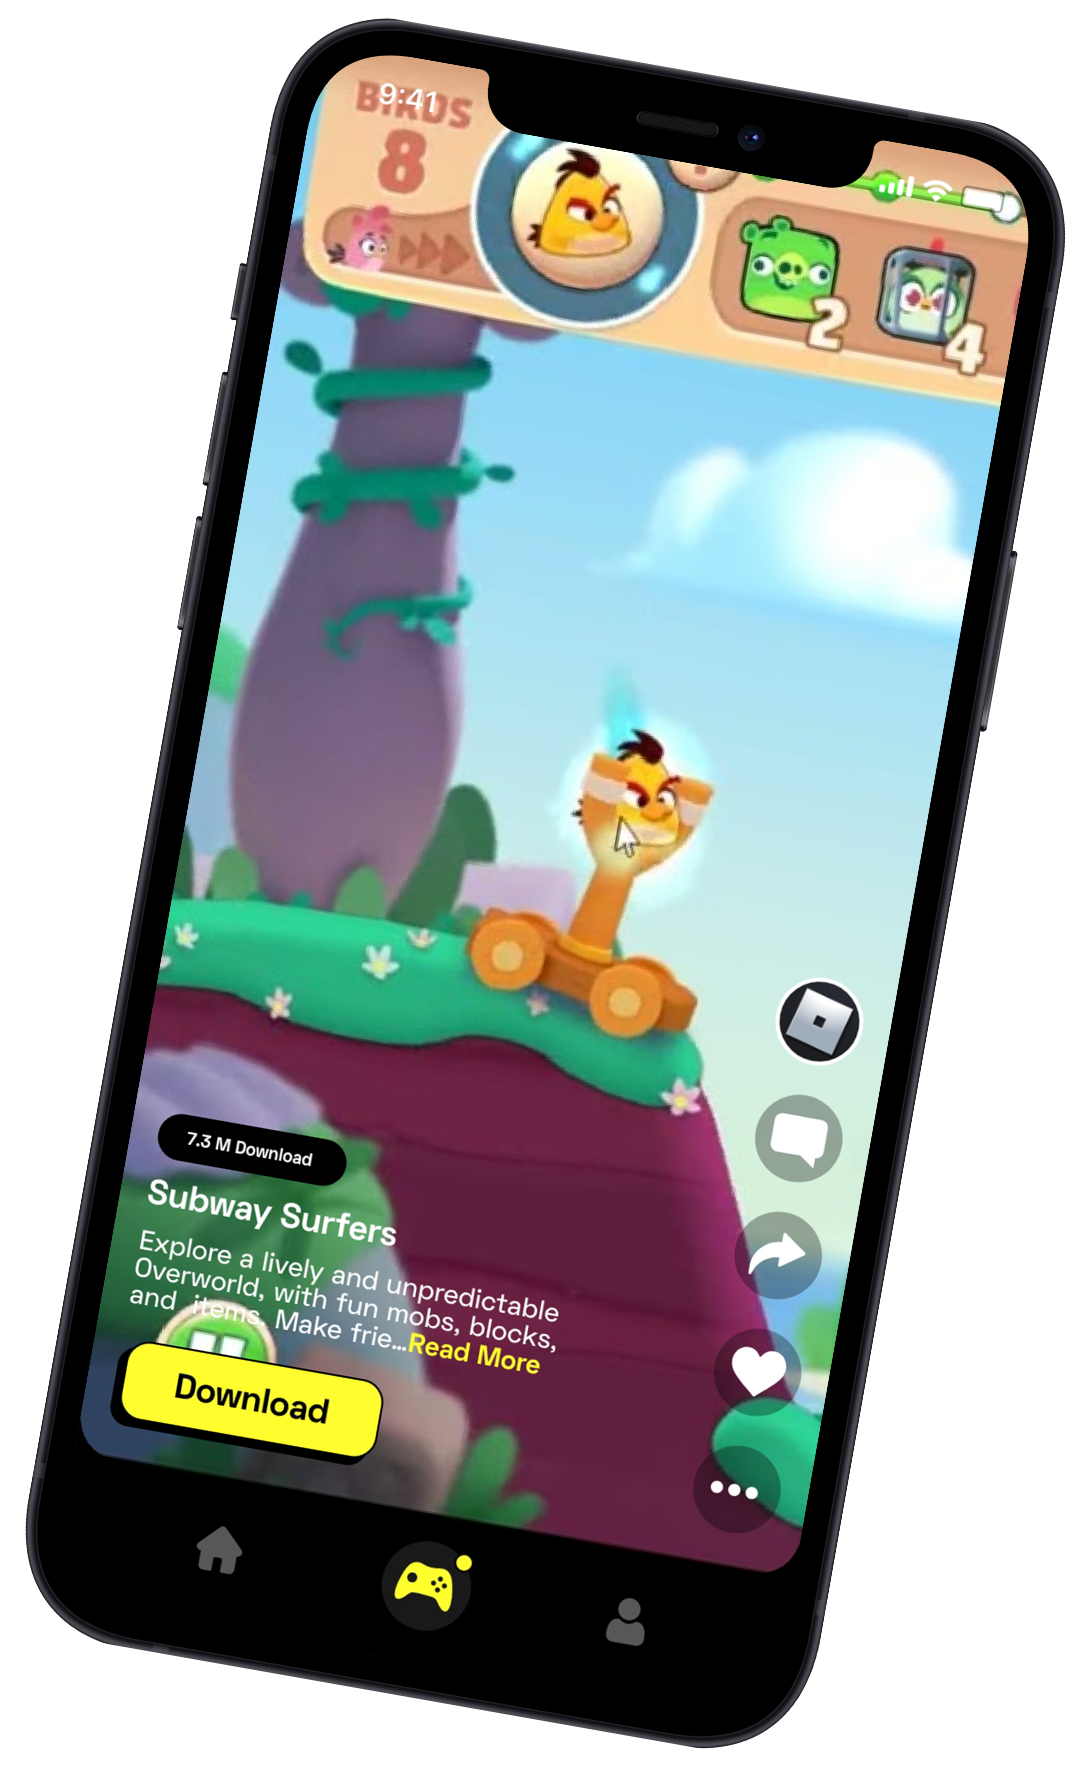 BIRDS
9:41
8
2
4
7.3 M Download
Subway Surfers
Explore a lively and unpredictable
Overworld, with fun mobs, blocks,
and items. Make frie...Read More
Download